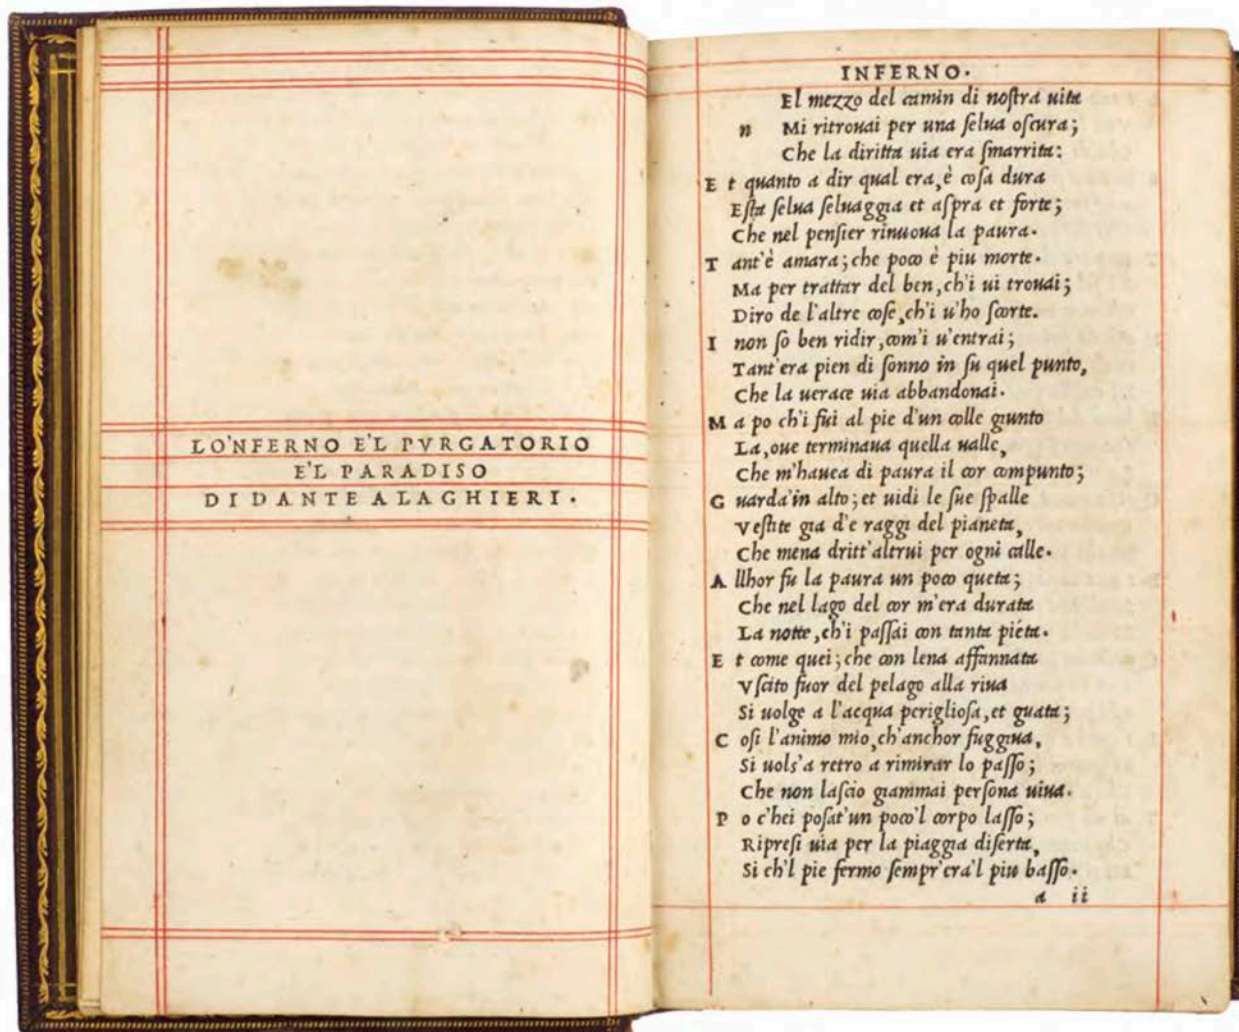 LO'NFERNO E'L PVRGATORIO
E'L PARADISO
DI DANTE ALAGHIERI.
INFERNO.
El mezzo del camin di noſtra uita
n Mi ritrouai per una ſelua oſcura;
Che la diritta uia era ſmarrita:
E t quanto a dir qual era, è coſa dura
Eſta ſelua ſeluaggia et aſpra et forte;
Che nel penſier rinuoua la paura.
T ant'è amara; che poco è piu morte.
Ma per trattar del ben, ch'i ui trouai;
Diro de l'altre coſe, ch'i u'ho ſcorte.
I non ſo ben ridir, com'i u'entrai;
Tant'era pien di ſonno in ſu quel punto,
Che la uerace uia abbandonai.
M a po ch'i fui al pie d'un colle giunto
La, oue terminaua quella ualle,
Che m'hauea di paura il cor compunto;
G uarda'in alto; et uidi le ſue ſpalle
Veſtite gia d'e raggi del pianeta,
Che mena dritt'altrui per ogni calle.
A llhor fu la paura un poco queta;
Che nel lago del cor m'era durata
La notte, ch'i paſſai con tanta piéta.
E t come quei; che con lena affannata
Vſcito fuor del pelago alla riua
Si uolge a l'acqua periglioſa, et guata;
C oſi l'animo mio, ch'anchor fuggiua,
Si uolſ'a retro a rimirar lo paſſo;
Che non laſcio giammai perſona uiua.
P o c'hei poſat'un poco'l corpo laſſo;
Ripreſi uia per la piaggia diſerta,
Si ch'l pie fermo ſempr'era'l piu baſſo.
a ii